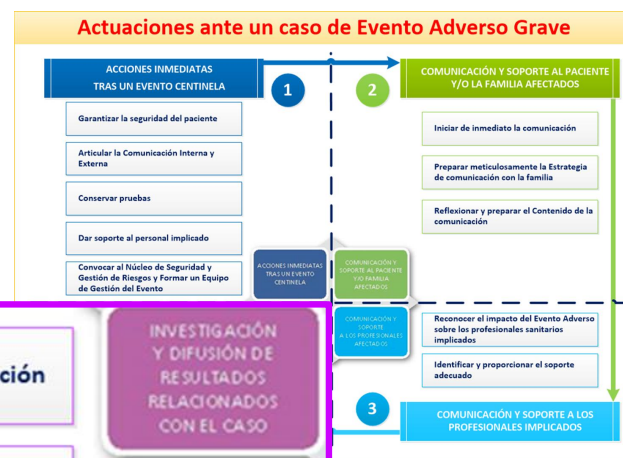 Actuaciones ante un caso de Evento Adverso Grave
ACCIONES INMEDIATAS
TRAS UN EVENTO CENTINELA
1
2
COMUNICACIÓN Y SOPORTE AL PACIENTE
Y/O LA FAMILIA AFECTADOS
Garantizar la seguridad del paciente
Articular la Comunicación Interna y
Externa
Conservar pruebas
Dar soporte al personal implicado
Convocar al Núcleo de Seguridad y
Gestión de Riesgos y Formar un Equipo
de Gestión del Evento
Iniciar de inmediato la comunicación
Preparar meticulosamente la Estrategia
de comunicación con la familia
Reflexionar y preparar el Contenido de la
comunicación
ACCIONES INMEDIATAS
TRAS UN EVENTO
CENTINELA
COMUNICACIÓN Y
SOPORTE AL PACIENTE
Y/O FAMILIA
AFECTADOS
COMUNICACIÓN Y
SOPORTE
A LOS PROFESIONALES
AFECTADOS
Reconocer el impacto del Evento Adverso
sobre los profesionales sanitarios
implicados
Identificar y proporcionar el soporte
adecuado
3
COMUNICACIÓN Y SOPORTE A LOS
PROFESIONALES IMPLICADOS
ción
INVESTIGACIÓN
Y DIFUSIÓN DE
RESULTADOS
RELACIONADOS
CON EL CASO